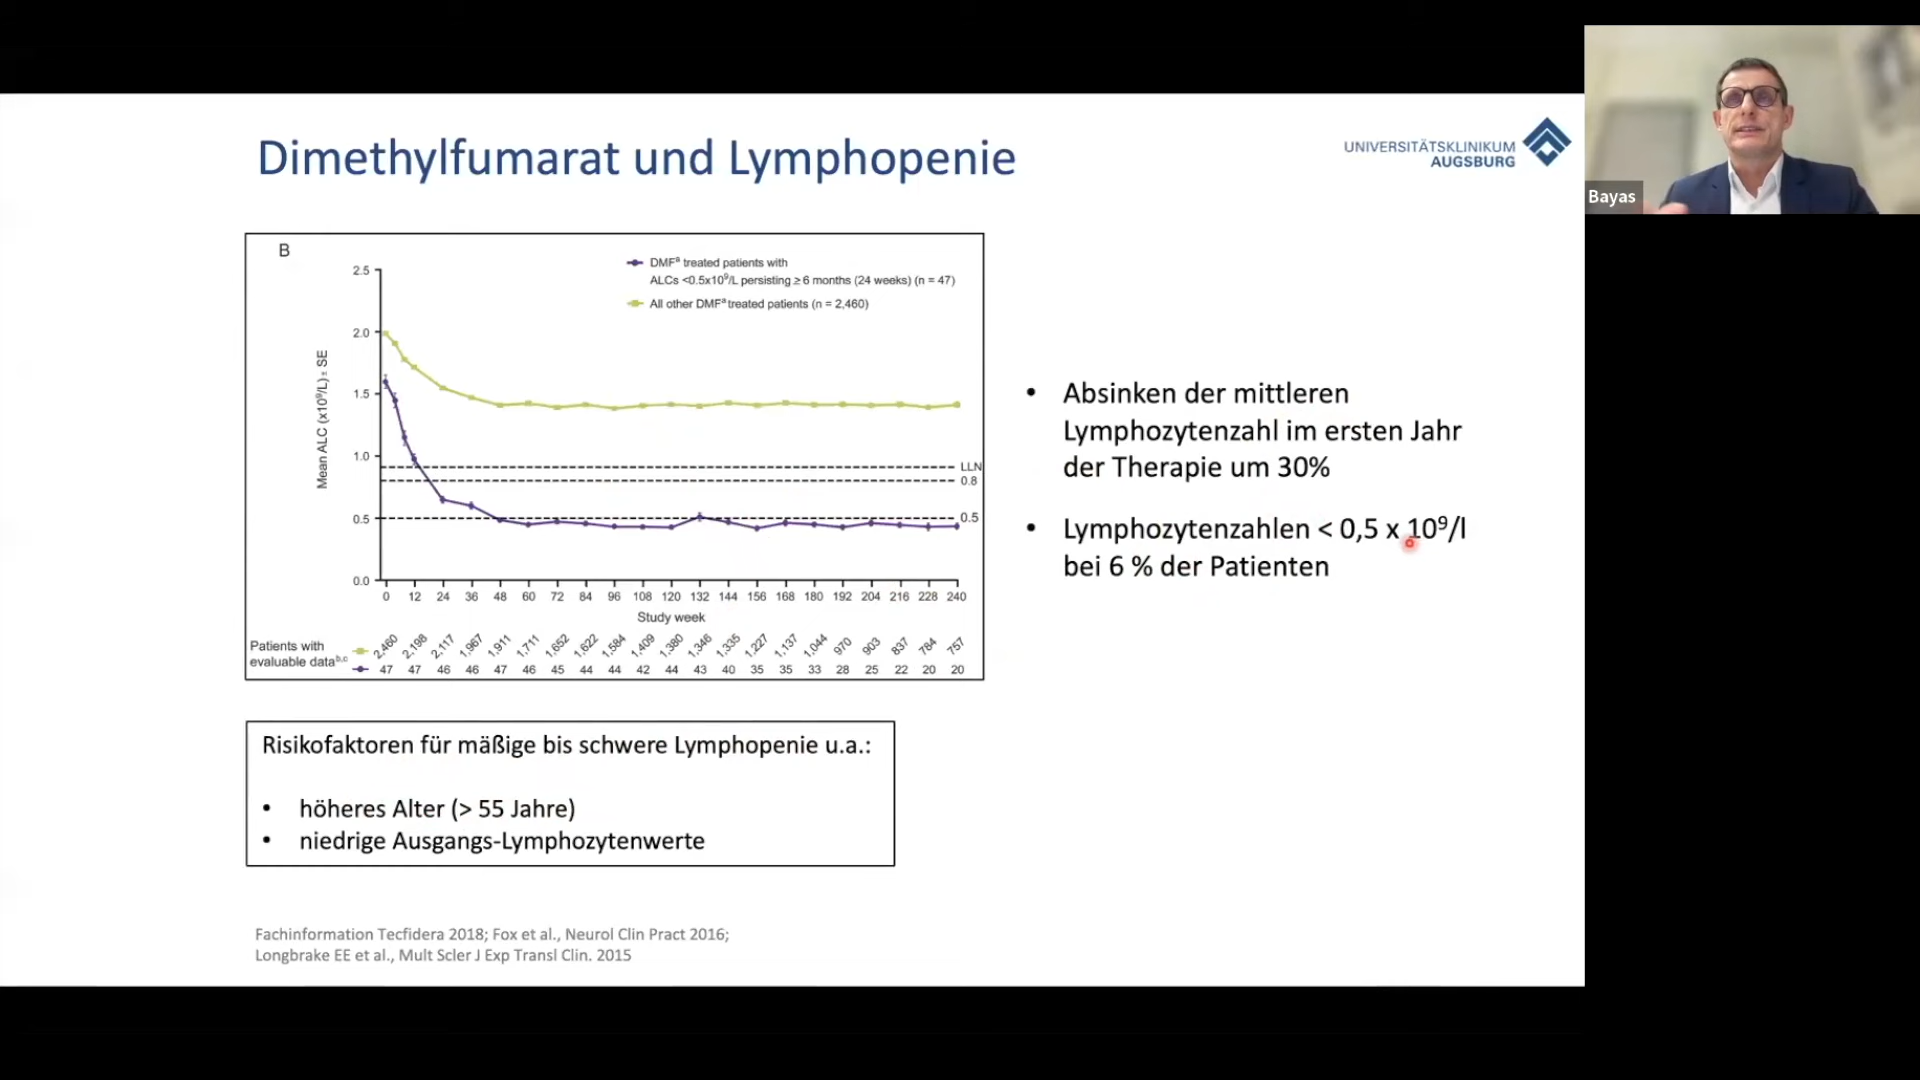 Dimethylfumarat und Lymphopenie
UNIVERSITÄTSKLINIKUM
AUGSBURG
Bayas
B
DMFª treated patients with
ALCs <0.5x10⁹/L persisting ≥ 6 months (24 weeks) (n = 47)
All other DMFª treated patients (n = 2,460)
Mean ALC (x10⁹/L) ± SE
2.5
2.0
1.5
1.0
0.5
0.0
LLN
0.8
0.5
0 12 24 36 48 60 72 84 96 108 120 132 144 156 168 180 192 204 216 228 240
Study week
Patients with
evaluable dataᵇ,ᶜ
2,460 2,198 2,117 1,967 1,911 1,711 1,652 1,622 1,584 1,409 1,380 1,346 1,335 1,227 1,137 1,044 970 903 837 784 757
47 47 46 46 47 46 45 44 44 42 44 43 40 35 35 33 28 25 22 20 20
• Absinken der mittleren
Lymphozytenzahl im ersten Jahr
der Therapie um 30%
• Lymphozytenzahlen < 0,5 x 10⁹/l
bei 6 % der Patienten
Risikofaktoren für mäßige bis schwere Lymphopenie u.a.:
• höheres Alter (> 55 Jahre)
• niedrige Ausgangs-Lymphozytenwerte
Fachinformation Tecfidera 2018; Fox et al., Neurol Clin Pract 2016;
Longbrake EE et al., Mult Scler J Exp Transl Clin. 2015